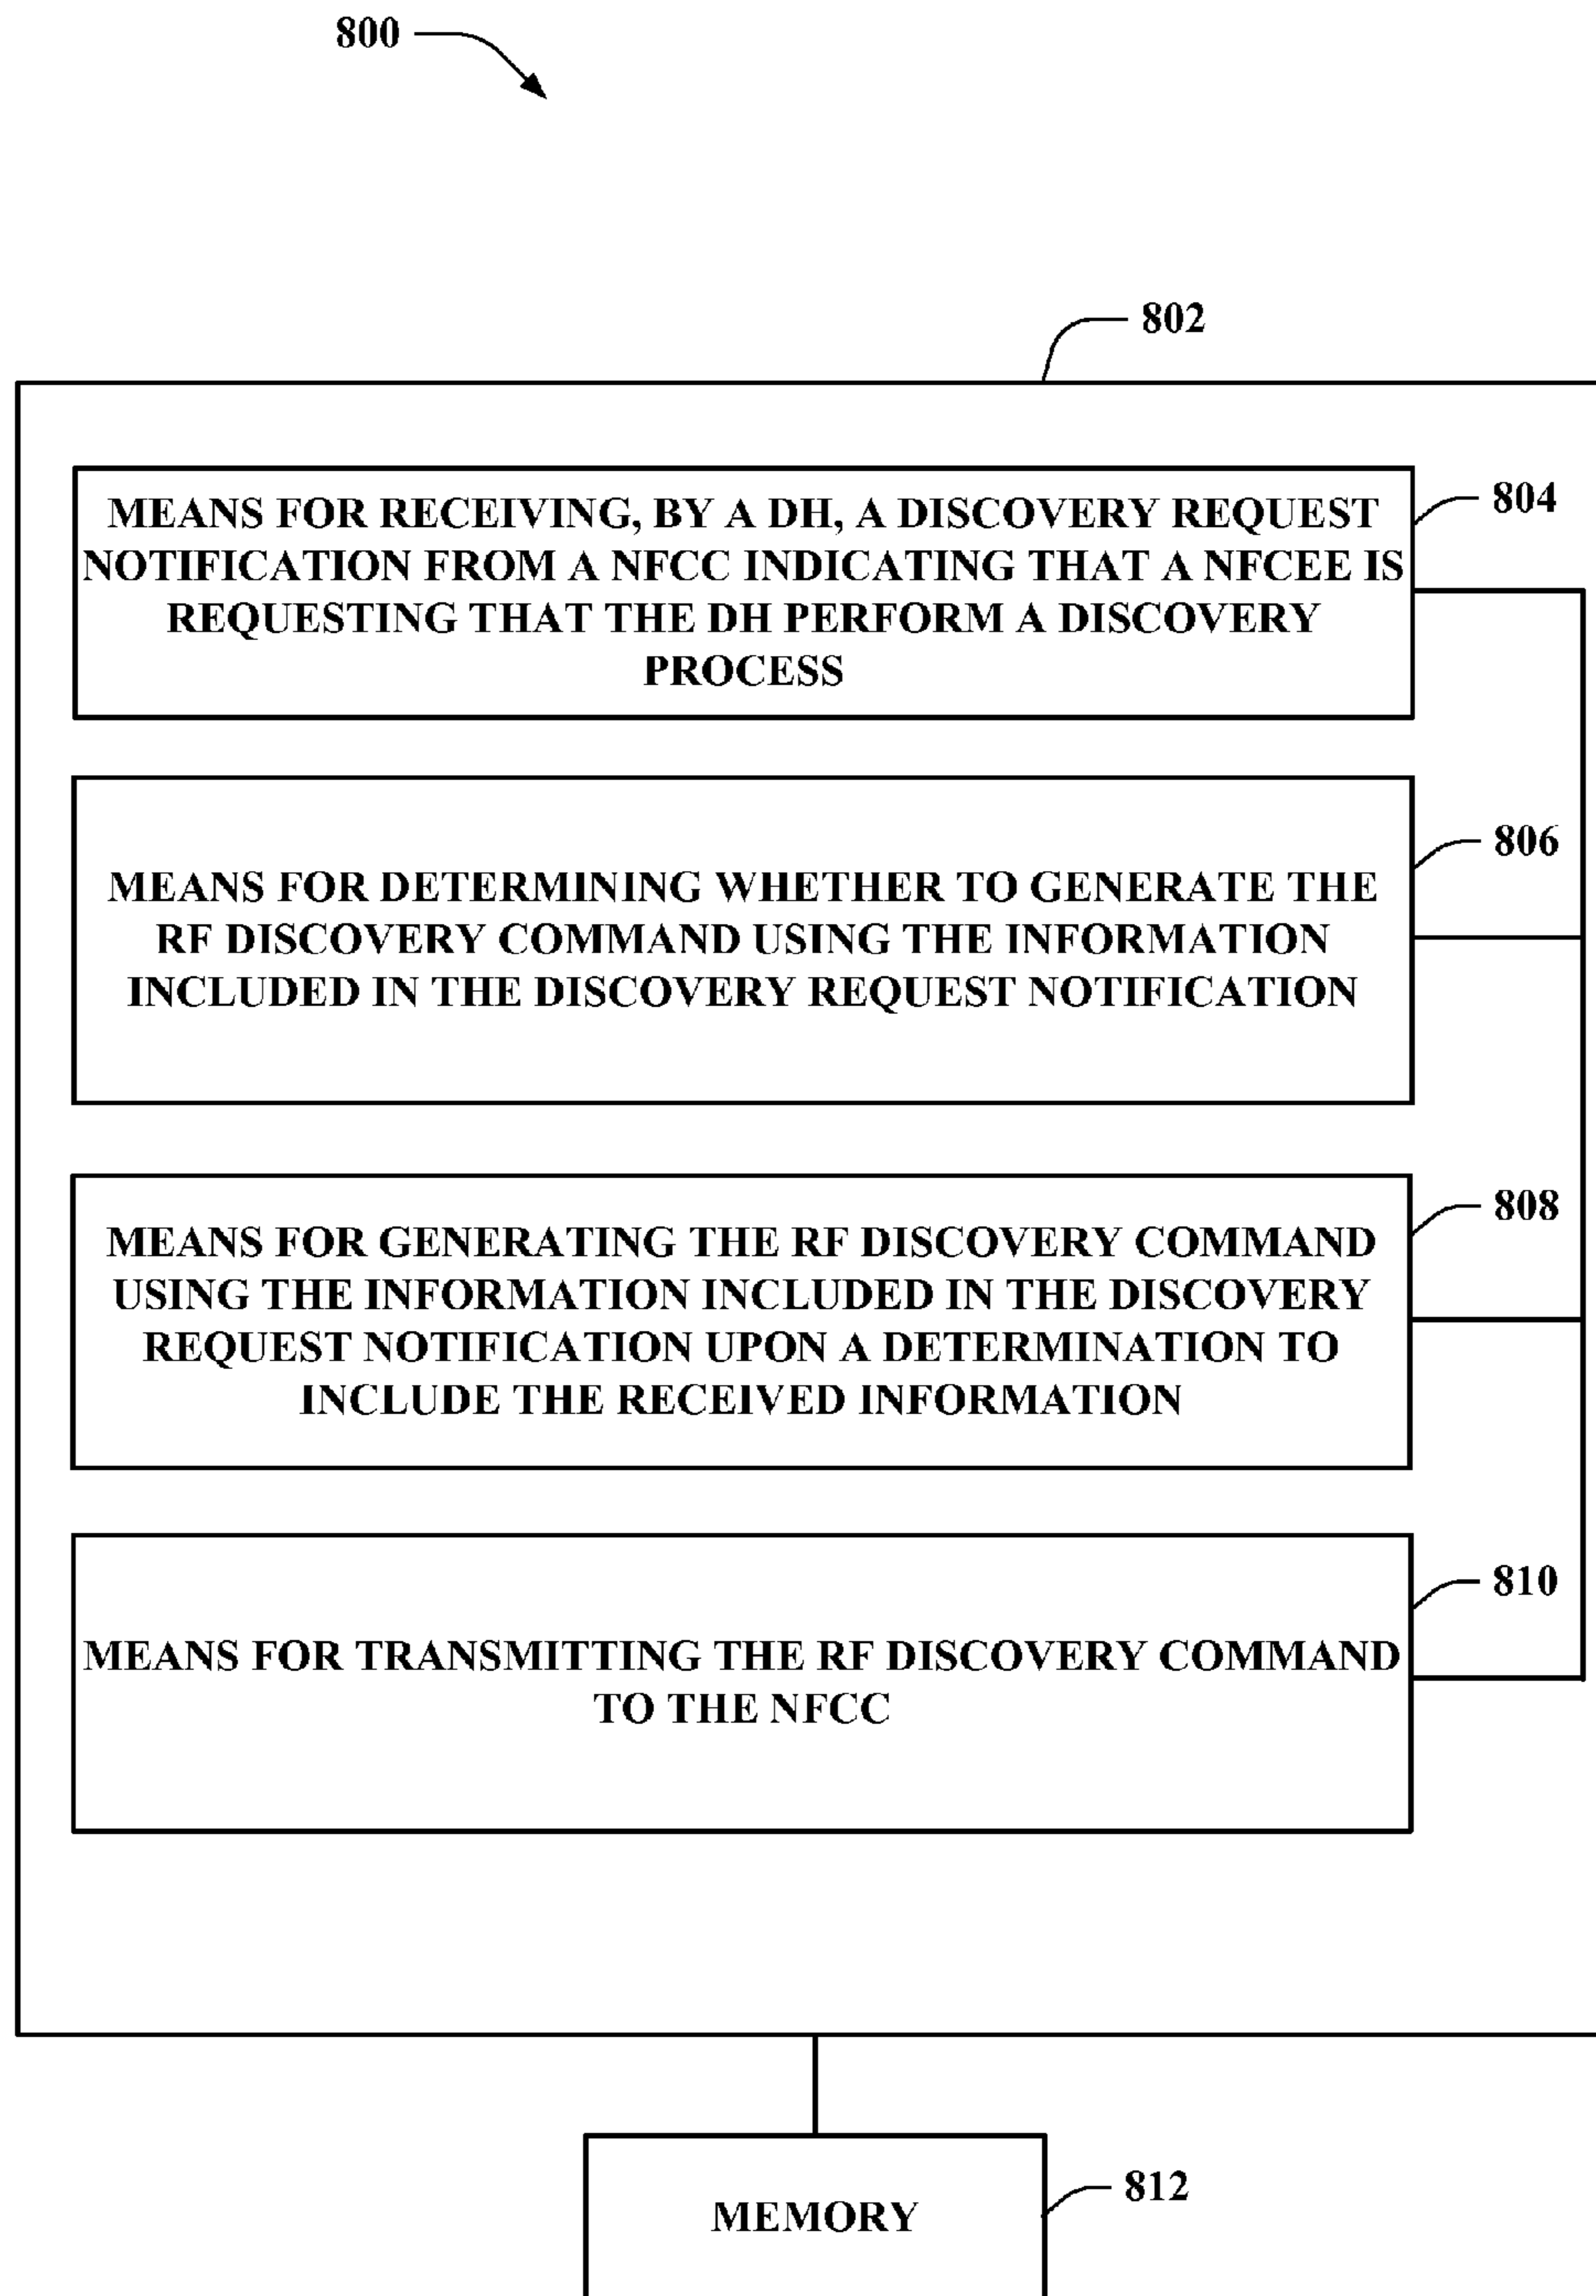 800
802
MEANS FOR RECEIVING, BY A DH, A DISCOVERY REQUEST
NOTIFICATION FROM A NFCC INDICATING THAT A NFCEE IS
REQUESTING THAT THE DH PERFORM A DISCOVERY
PROCESS
804
MEANS FOR DETERMINING WHETHER TO GENERATE THE
RF DISCOVERY COMMAND USING THE INFORMATION
INCLUDED IN THE DISCOVERY REQUEST NOTIFICATION
806
MEANS FOR GENERATING THE RF DISCOVERY COMMAND
USING THE INFORMATION INCLUDED IN THE DISCOVERY
REQUEST NOTIFICATION UPON A DETERMINATION TO
INCLUDE THE RECEIVED INFORMATION
808
MEANS FOR TRANSMITTING THE RF DISCOVERY COMMAND
TO THE NFCC
810
MEMORY
812